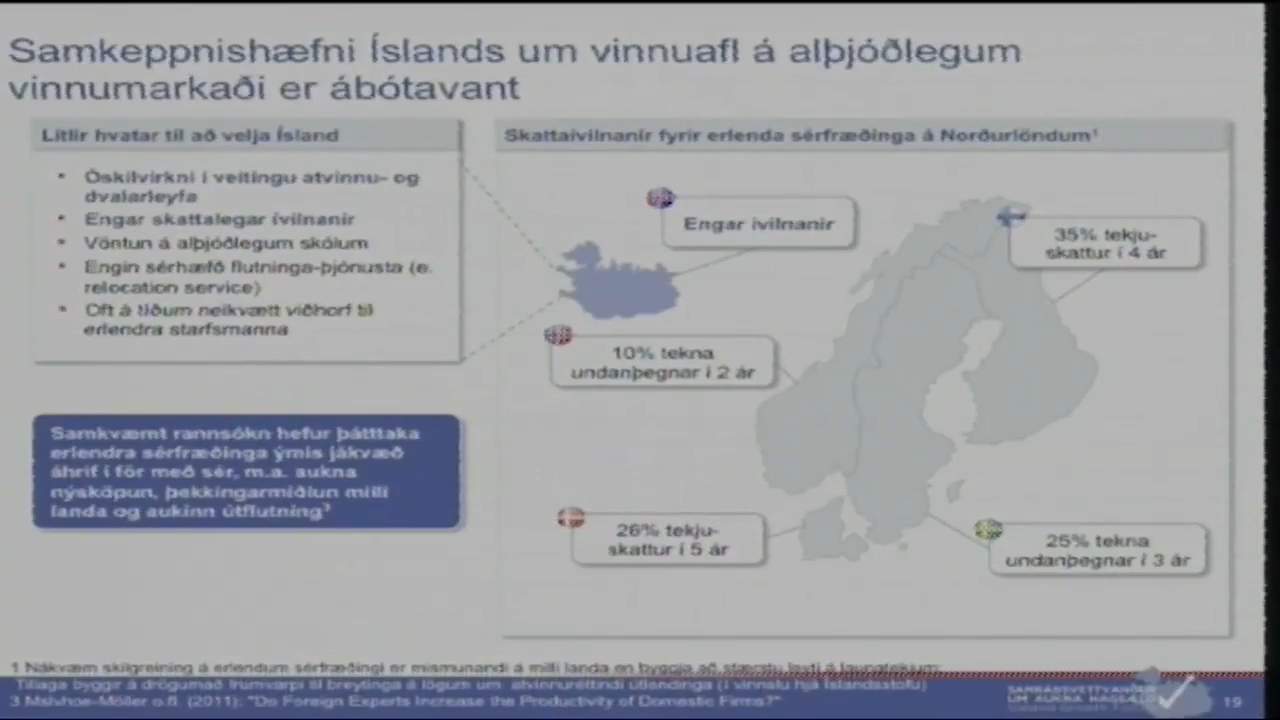 Samkeppnishæfni Íslands um vinnuafl á alþjóðlegum
vinnumarkaði er ábótavant
Litlir hvatar til að velja Ísland
• Óskilvirkni í veitingu atvinnu- og
dvalarleyfa
• Engar skattalegar ívilnanir
• Vöntun á alþjóðlegum skólum
• Engin sérhæfð flutninga-þjónusta (e.
relocation service)
• Oft á tíðum neikvætt viðhorf til
erlendra starfsmanna
Samkvæmt rannsókn hefur þátttaka
erlendra sérfræðinga ýmis jákvæð
áhrif í för með sér, m.a. aukna
nýsköpun, þekkingarmiðlun milli
landa og aukinn útflutning³
Skattaívilnanir fyrir erlenda sérfræðinga á Norðurlöndum¹
Engar ívilnanir
35% tekju-
skattur í 4 ár
10% tekna
undanþegnar í 2 ár
26% tekju-
skattur í 5 ár
25% tekna
undanþegnar í 3 ár
1 Nákvæm skilgreining á erlendum sérfræðingi er mismunandi á milli landa en byggja að stærstu leyti á launatekjum;
Tillaga byggir á drögum að frumvarpi til breytinga á lögum um atvinnuréttindi útlendinga (í vinnslu hjá Íslandsstofu)
3 (2011): "Do Foreign Experts Increase the Productivity of Domestic Firms?"
SAMRÁÐSVETTVANGUR
UM AUKNA HAGSÆLD
19